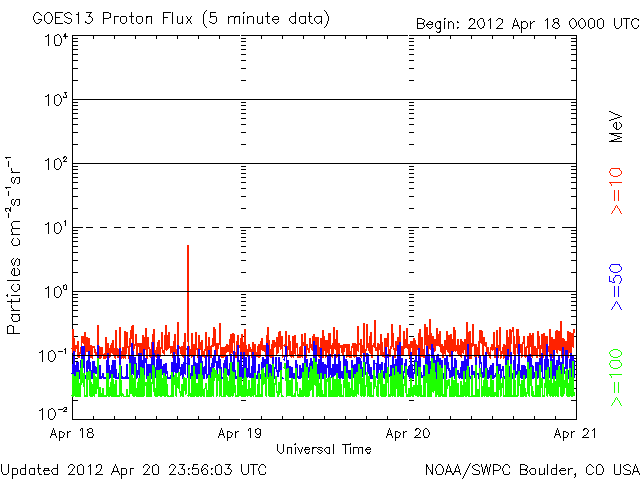 GOES13 Proton Flux (5 minute data)
Begin: 2012 Apr 18 0000 UTC
Particles cm⁻²s⁻¹sr⁻¹
10⁴
10³
10²
10¹
10⁰
10⁻¹
10⁻²
Apr 18
Apr 19
Apr 20
Apr 21
Universal Time
MeV
>=10
>=50
>=100
Updated 2012 Apr 20 23:56:03 UTC
NOAA/SWPC Boulder, CO USA